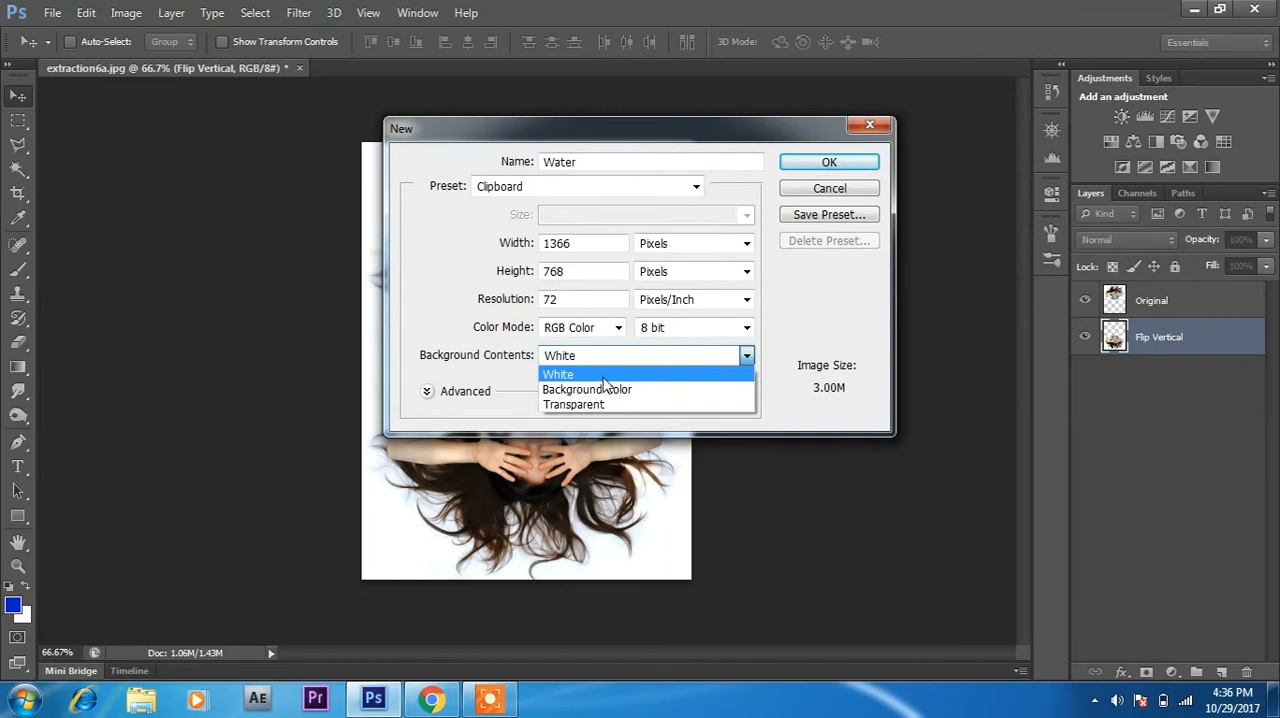 Ps File Edit Image Layer Type Select Filter 3D View Window Help
Auto-Select: Group Show Transform Controls 3D Mode: Essentials
extraction6a.jpg @ 66.7% (Flip Vertical, RGB/8#) *
New
Name: Water
Preset: Clipboard
Size:
Width: 1366 Pixels
Height: 768 Pixels
Resolution: 72 Pixels/Inch
Color Mode: RGB Color 8 bit
Background Contents: White
White
Background Color
Transparent
Advanced
OK
Cancel
Save Preset...
Delete Preset...
Image Size:
3.00M
Adjustments Styles
Add an adjustment
Layers Channels Paths
Kind
Normal Opacity: 100%
Lock: Fill: 100%
Original
Flip Vertical
66.67% Doc: 1.06M/1.43M
Mini Bridge Timeline
Ae Pr Ps
4:36 PM
10/29/2017